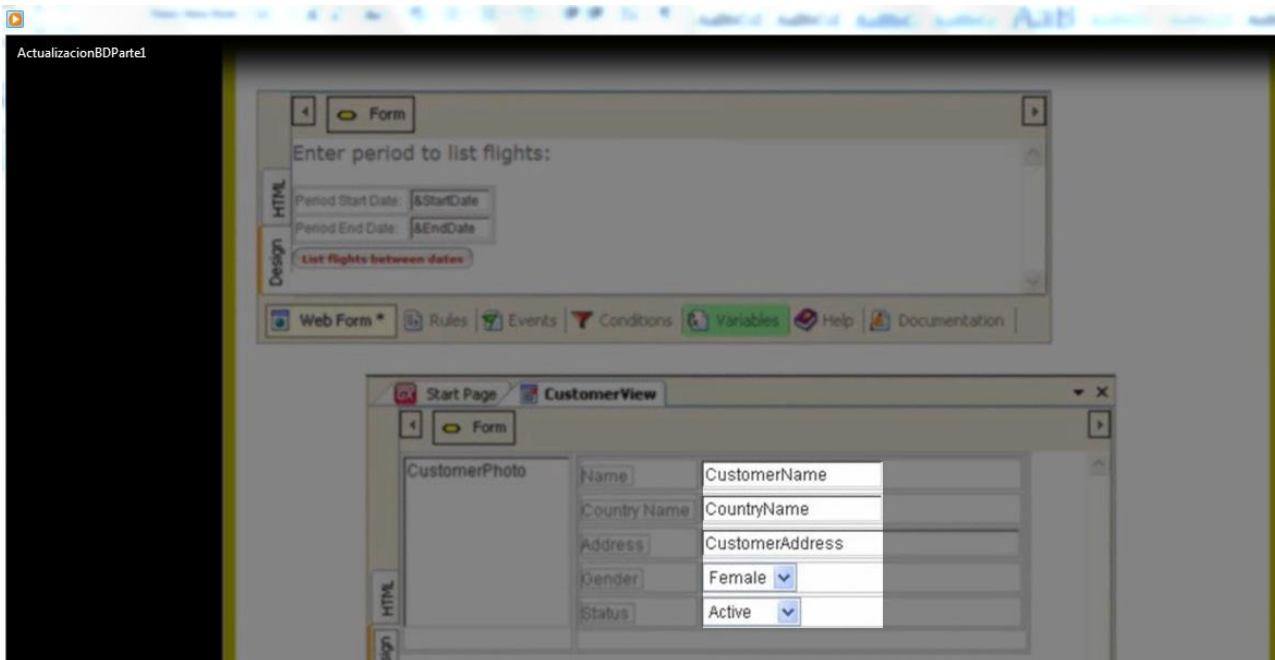 ActualizacionBDParte1
Form
Enter period to list flights:
Period Start Date: &StartDate
Period End Date: &EndDate
List flights between dates
HTML
Design
Web Form * Rules Events Conditions Variables Help Documentation
Start Page CustomerView
Form
CustomerPhoto
Name CustomerName
Country Name CountryName
Address CustomerAddress
Gender Female
Status Active
HTML